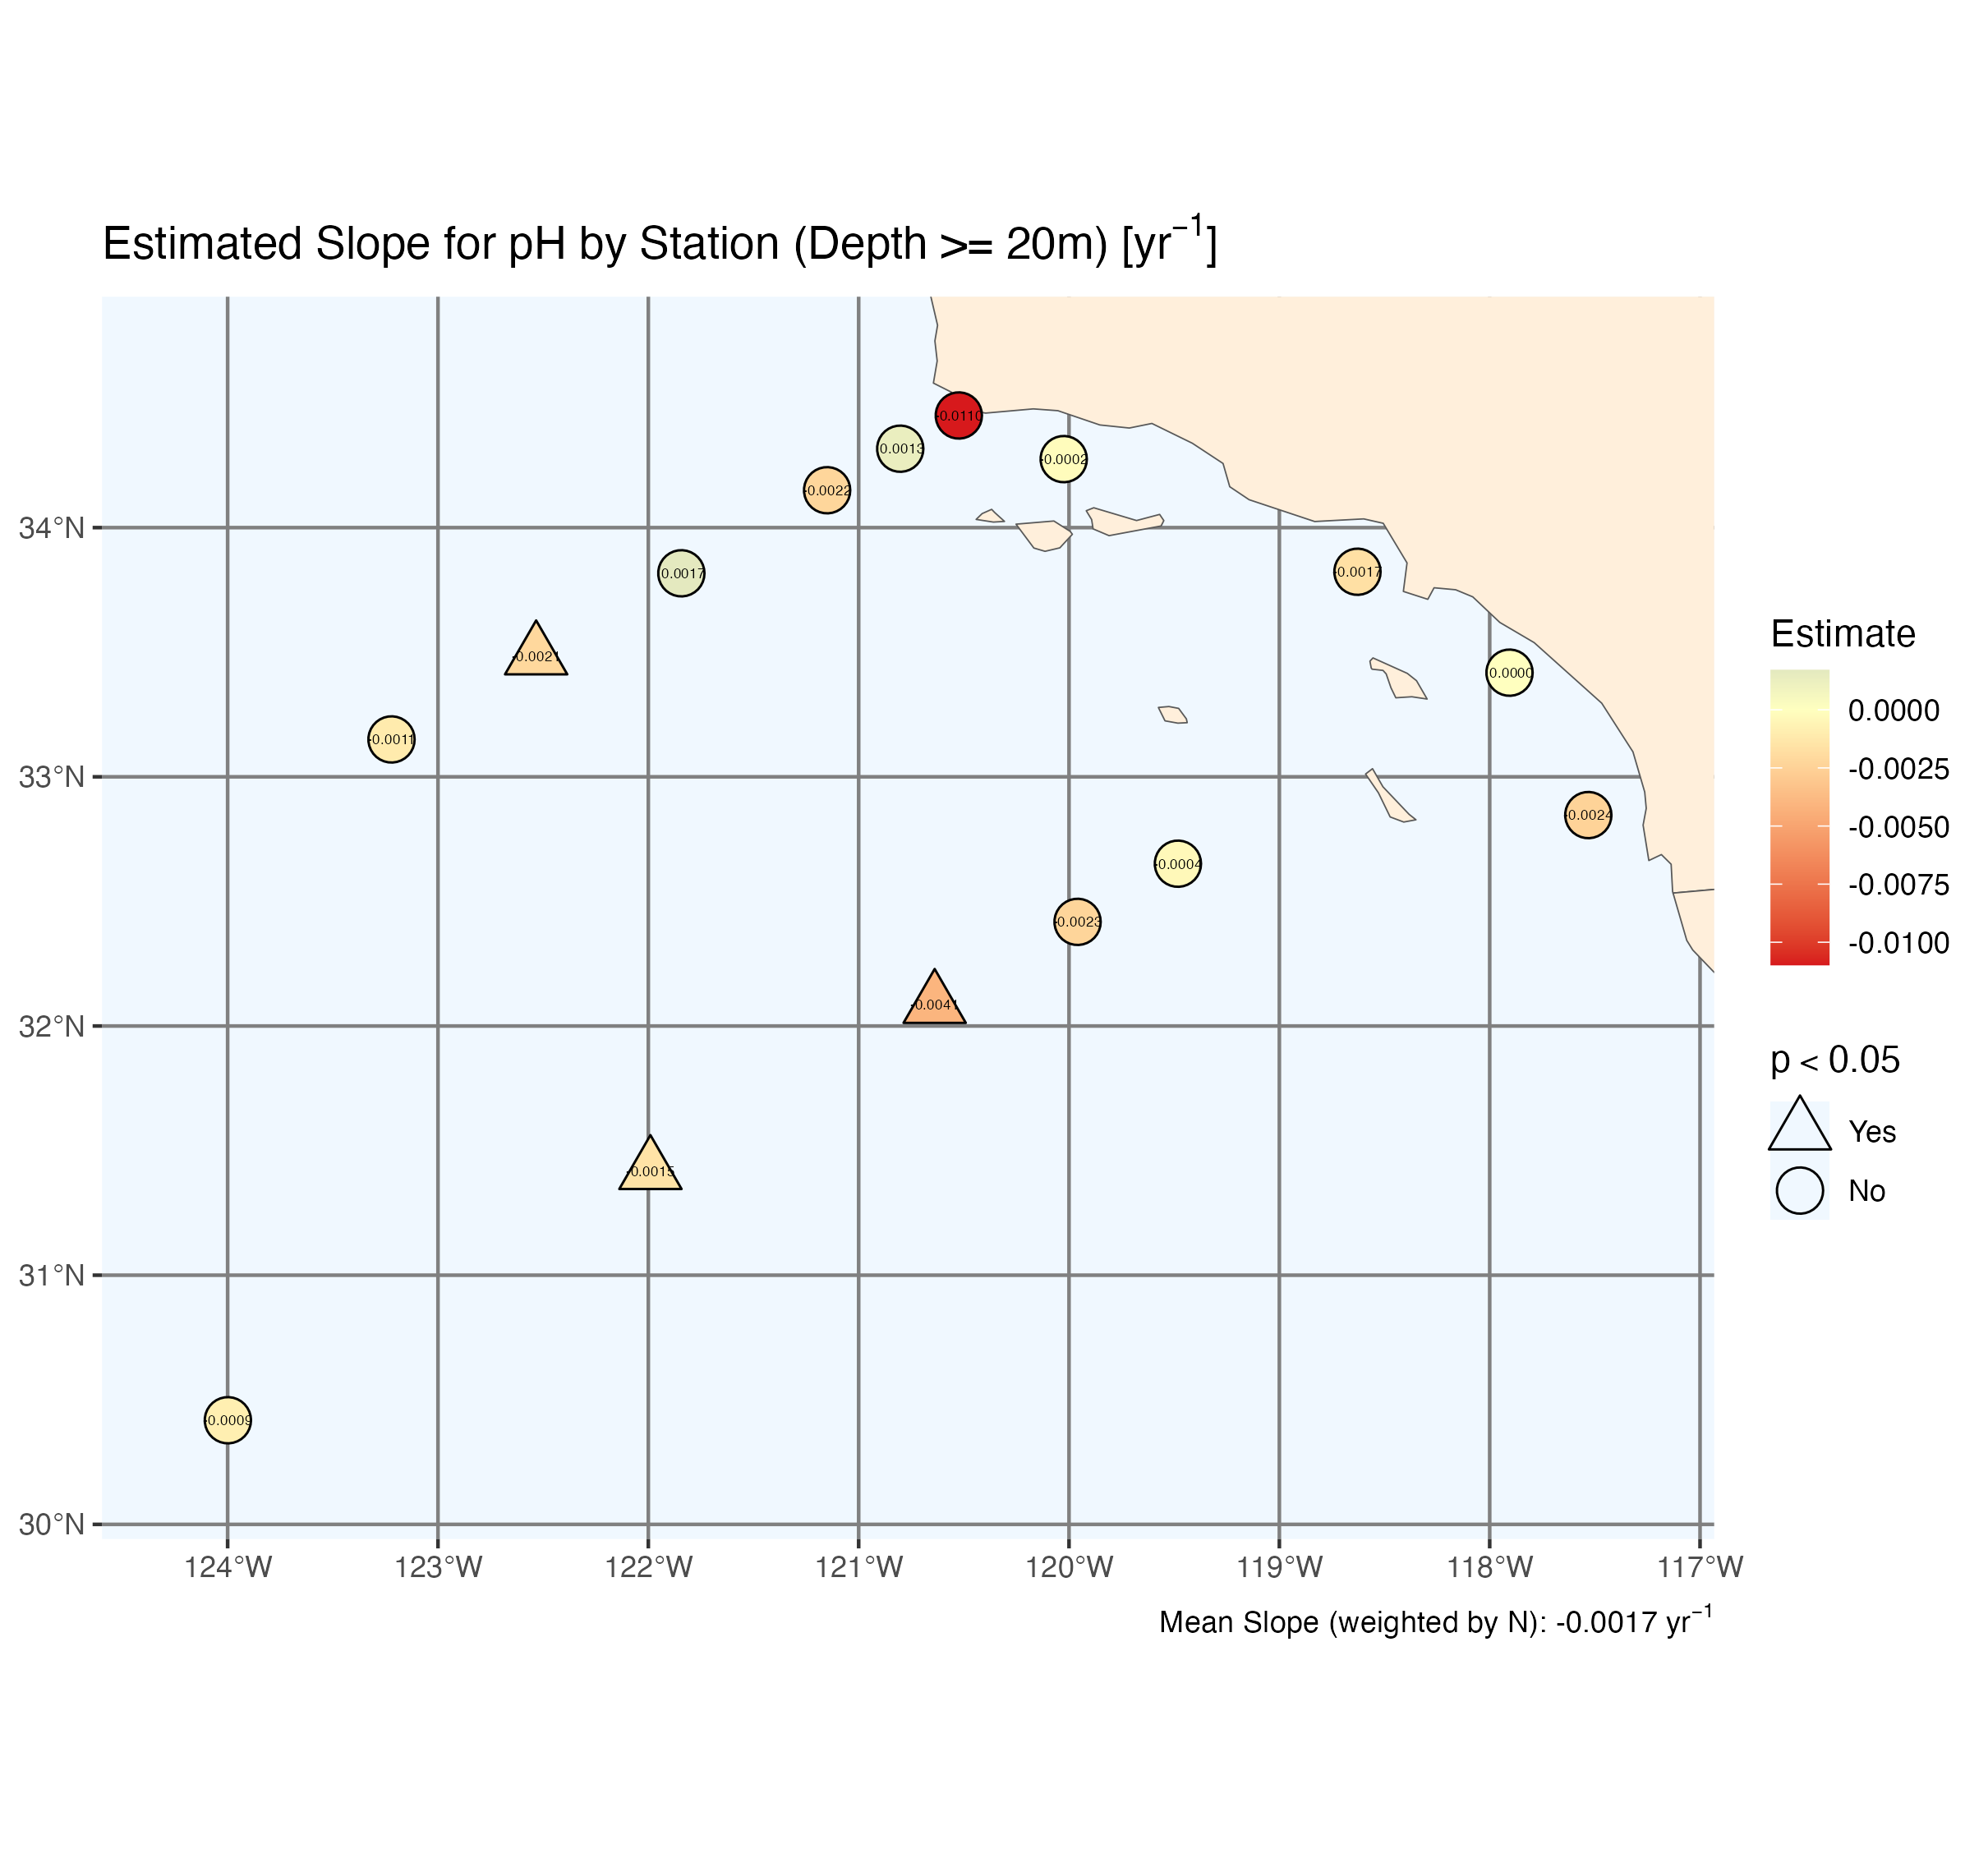 Estimated Slope for pH by Station (Depth >= 20m) [yr⁻¹]
-0.0110
0.0013
-0.0002
-0.0022
34°N
0.0017
-0.0017
-0.0021
0.0000
-0.0011
33°N
-0.0024
-0.0004
-0.0023
-0.0041
32°N
-0.0015
31°N
-0.0009
30°N
124°W 123°W 122°W 121°W 120°W 119°W 118°W 117°W
Mean Slope (weighted by N): -0.0017 yr⁻¹
Estimate
0.0000
-0.0025
-0.0050
-0.0075
-0.0100
p < 0.05
Yes
No